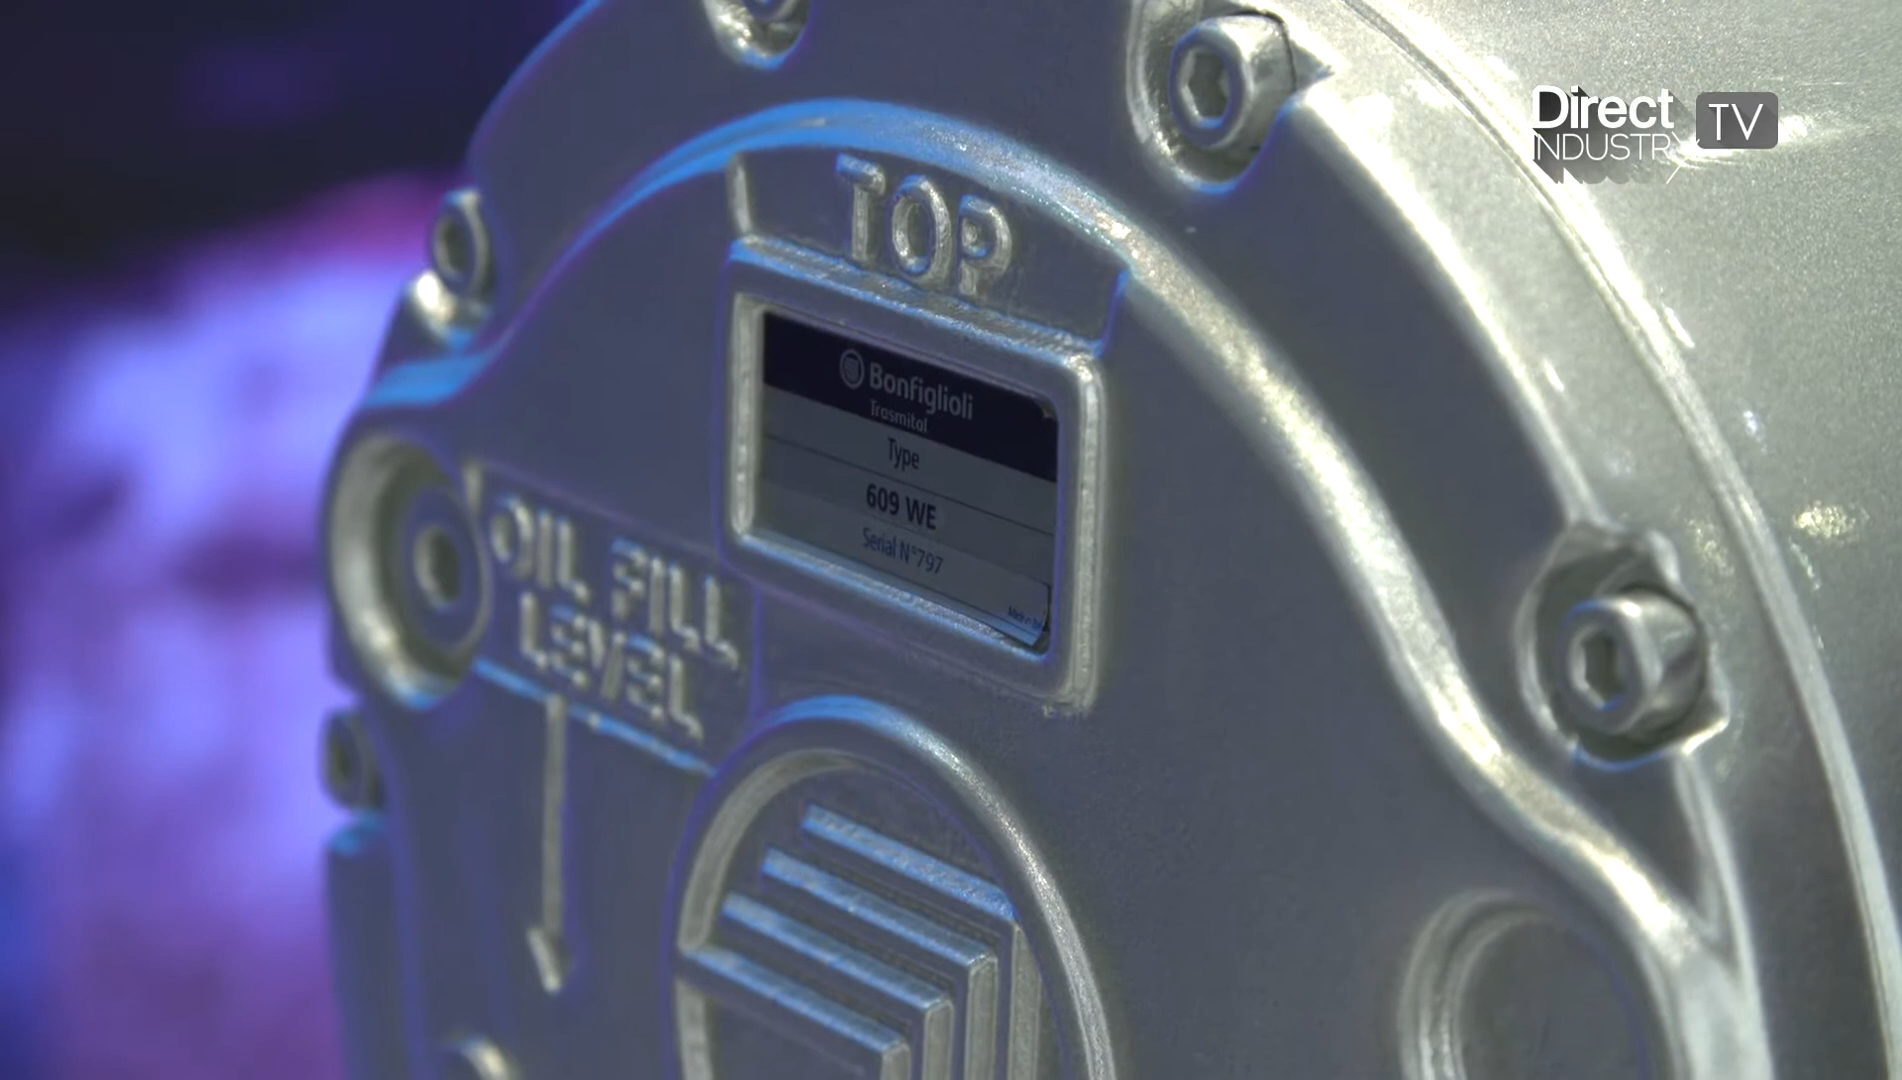 Direct
INDUSTRY
TV
TOP
Bonfiglioli
Trasmital
Type
609 WE
Serial N°797
OIL FILL
LEVEL